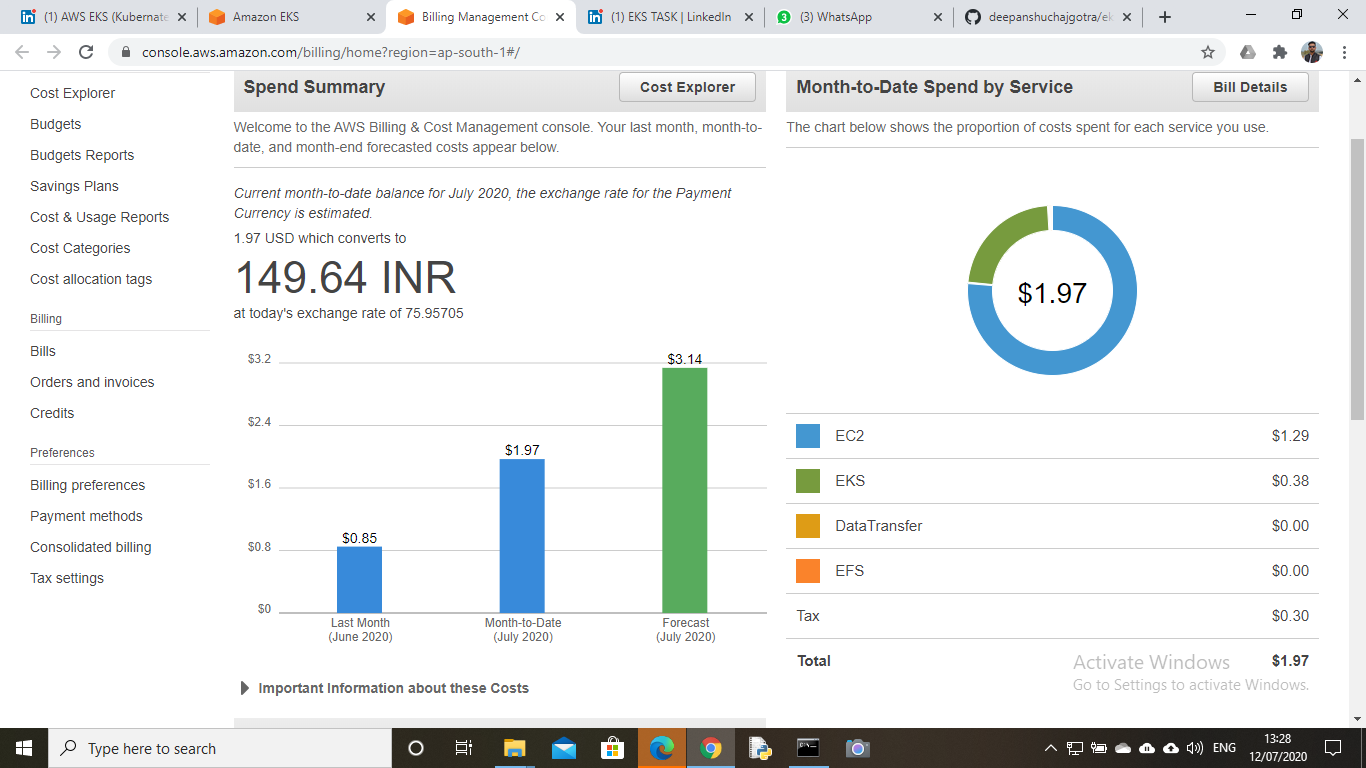 (1) AWS EKS (Kubernate
Amazon EKS
Billing Management Co
(1) EKS TASK | LinkedIn
(3) WhatsApp
deepanshuchajgotra/ek
console.aws.amazon.com/billing/home?region=ap-south-1#/
Cost Explorer
Budgets
Budgets Reports
Savings Plans
Cost & Usage Reports
Cost Categories
Cost allocation tags
Billing
Bills
Orders and invoices
Credits
Preferences
Billing preferences
Payment methods
Consolidated billing
Tax settings
Spend Summary
Cost Explorer
Welcome to the AWS Billing & Cost Management console. Your last month, month-to-
date, and month-end forecasted costs appear below.
Current month-to-date balance for July 2020, the exchange rate for the Payment
Currency is estimated.
1.97 USD which converts to
149.64 INR
at today's exchange rate of 75.95705
$3.2
$2.4
$1.6
$0.8
$0
$0.85
$1.97
$3.14
Last Month
(June 2020)
Month-to-Date
(July 2020)
Forecast
(July 2020)
Important Information about these Costs
Month-to-Date Spend by Service
Bill Details
The chart below shows the proportion of costs spent for each service you use.
$1.97
EC2 $1.29
EKS $0.38
DataTransfer $0.00
EFS $0.00
Tax $0.30
Total $1.97
Activate Windows
Go to Settings to activate Windows.
Type here to search
ENG
13:28
12/07/2020